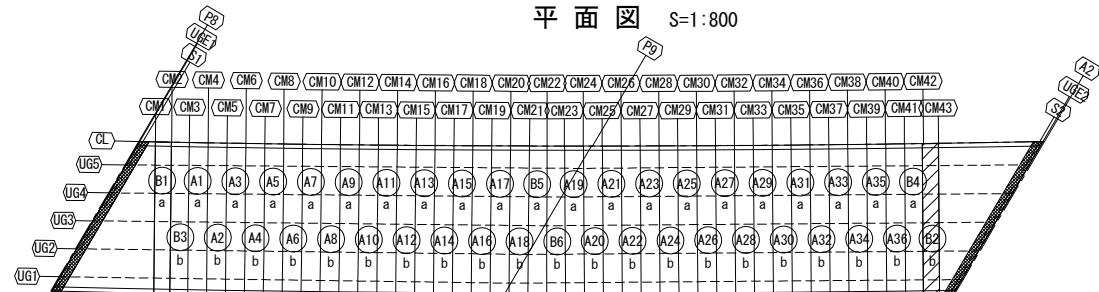 平面図 S=1:800
P8
UGE1
S1
P9
A2
UGE2
S2
CM2 CM4 CM6 CM8 CM10 CM12 CM14 CM16 CM18 CM20 CM22 CM24 CM26 CM28 CM30 CM32 CM34 CM36 CM38 CM40 CM42
CM1 CM3 CM5 CM7 CM9 CM11 CM13 CM15 CM17 CM19 CM21 CM23 CM25 CM27 CM29 CM31 CM33 CM35 CM37 CM39 CM41 CM43
CL
UG5
UG4
UG3
UG2
UG1
B1 A1 A3 A5 A7 A9 A11 A13 A15 A17 B5 A19 A21 A23 A25 A27 A29 A31 A33 A35 B4
a a a a a a a a a a a a a a a a a a a a a
B3 A2 A4 A6 A8 A10 A12 A14 A16 A18 B6 A20 A22 A24 A26 A28 A30 A32 A34 A36 B2
b b b b b b b b b b b b b b b b b b b b b